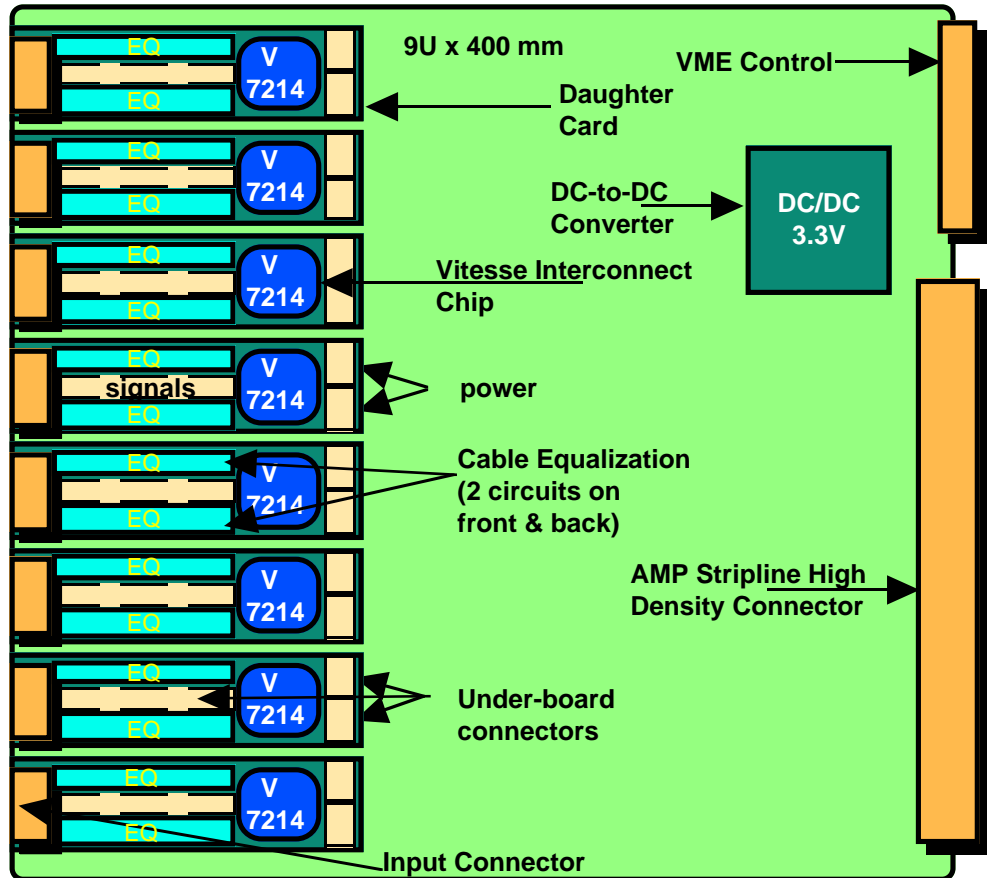 EQ
V
7214
EQ
9U x 400 mm
VME Control
Daughter
Card
EQ
V
7214
EQ
DC-to-DC
Converter
DC/DC
3.3V
EQ
V
7214
EQ
Vitesse Interconnect
Chip
EQ
signals
V
7214
EQ
power
EQ
V
7214
EQ
Cable Equalization
(2 circuits on
front & back)
EQ
V
7214
EQ
AMP Stripline High
Density Connector
EQ
V
7214
EQ
Under-board
connectors
EQ
V
7214
EQ
Input Connector